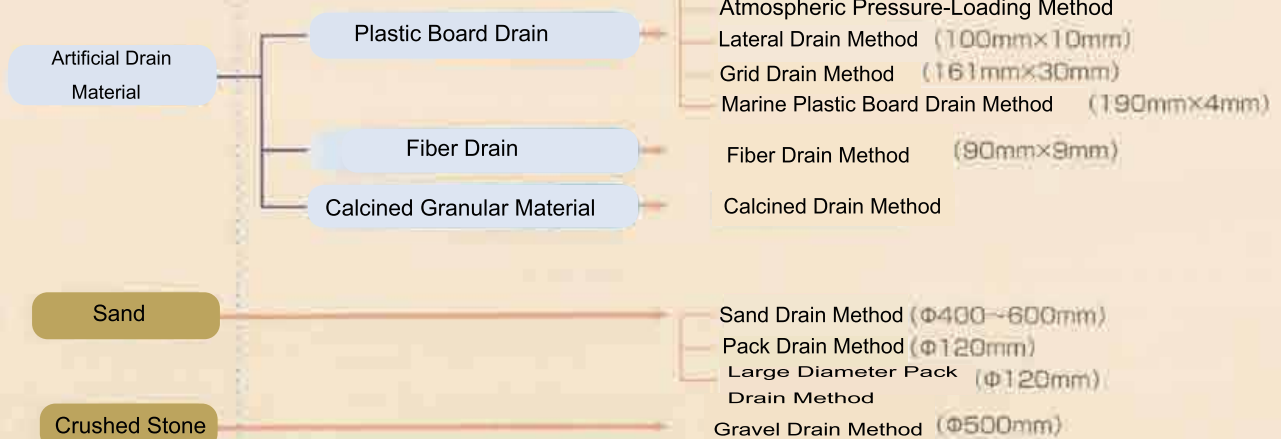 Atmospheric Pressure-Loading Method
Plastic Board Drain
Lateral Drain Method (100mm×10mm)
Artificial Drain
Material
Grid Drain Method (161mm×30mm)
Marine Plastic Board Drain Method (190mm×4mm)
Fiber Drain
Fiber Drain Method (90mm×9mm)
Calcined Granular Material
Calcined Drain Method
Sand
Sand Drain Method (Φ400~600mm)
Pack Drain Method (Φ120mm)
Large Diameter Pack
Drain Method
(Φ120mm)
Crushed Stone
Gravel Drain Method (Φ500mm)